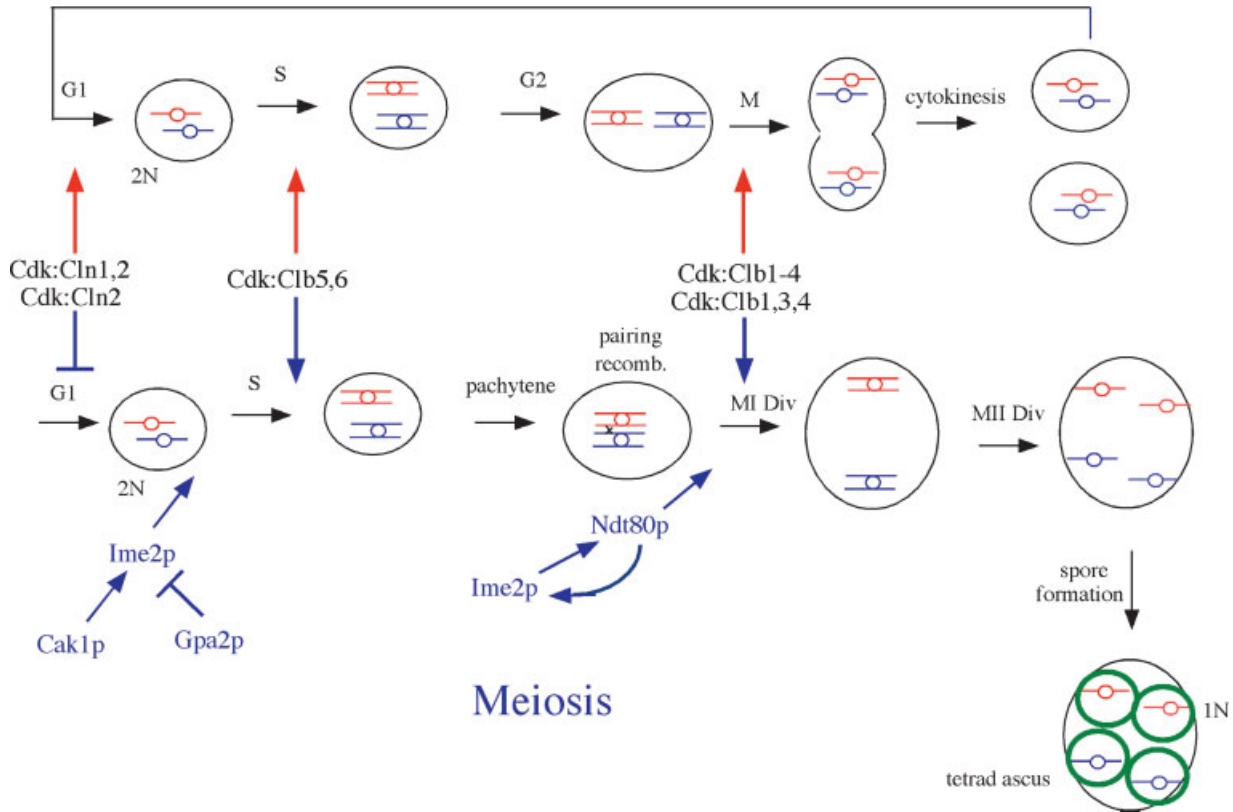 G1
S
G2
M
cytokinesis
2N
Cdk:Cln1,2
Cdk:Cln2
Cdk:Clb5,6
Cdk:Clb1-4
Cdk:Clb1,3,4
G1
S
pachytene
pairing
recomb.
x
MI Div
MII Div
2N
Ime2p
Cak1p
Gpa2p
Ndt80p
Ime2p
spore
formation
Meiosis
1N
tetrad ascus